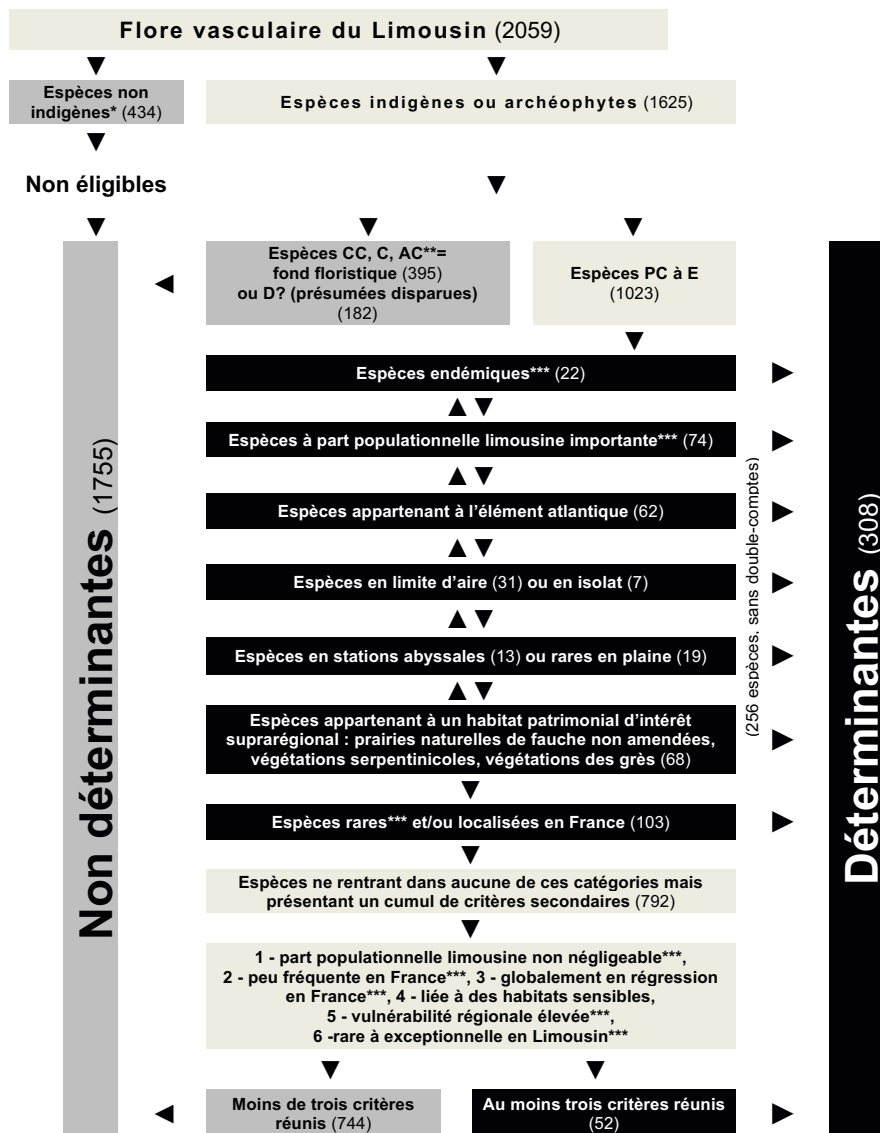 Flore vasculaire du Limousin (2059)
Espèces non
indigènes* (434)
Espèces indigènes ou archéophytes (1625)
Non éligibles
Espèces CC, C, AC**=
fond floristique (395)
ou D? (présumées disparues)
(182)
Espèces PC à E
(1023)
Espèces endémiques*** (22)
Espèces à part populationnelle limousine importante*** (74)
Espèces appartenant à l'élément atlantique (62)
Espèces en limite d'aire (31) ou en isolat (7)
Espèces en stations abyssales (13) ou rares en plaine (19)
Espèces appartenant à un habitat patrimonial d'intérêt
suprarégional : prairies naturelles de fauche non amendées,
végétations serpentinicoles, végétations des grès (68)
Espèces rares*** et/ou localisées en France (103)
(256 espèces, sans double-comptes)
Espèces ne rentrant dans aucune de ces catégories mais
présentant un cumul de critères secondaires (792)
1 - part populationnelle limousine non négligeable***,
2 - peu fréquente en France***, 3 - globalement en régression
en France***, 4 - liée à des habitats sensibles,
5 - vulnérabilité régionale élevée***,
6 -rare à exceptionnelle en Limousin***
Moins de trois critères
réunis (744)
Au moins trois critères réunis
(52)
Non déterminantes (1755)
Déterminantes (308)